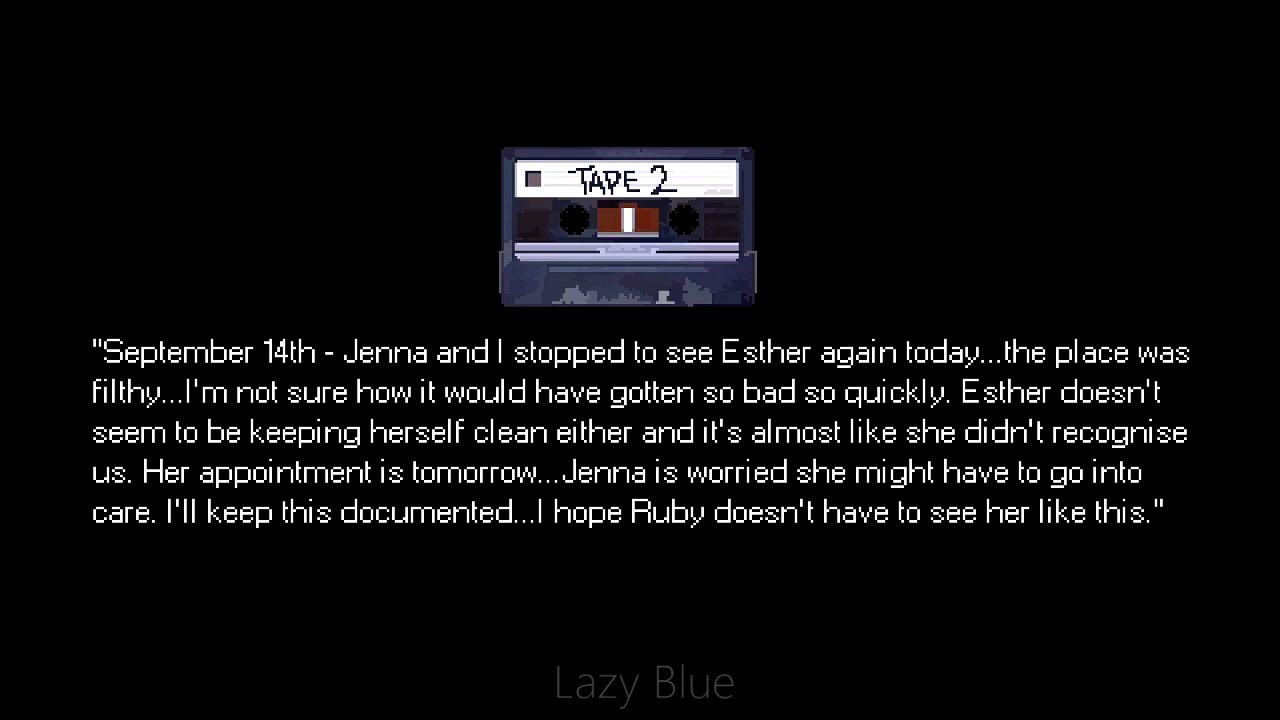 TAPE 2
"September 14th - Jenna and I stopped to see Esther again today...the place was
filthy...I'm not sure how it would have gotten so bad so quickly. Esther doesn't
seem to be keeping herself clean either and it's almost like she didn't recognise
us. Her appointment is tomorrow...Jenna is worried she might have to go into
care. I'll keep this documented...I hope Ruby doesn't have to see her like this."
Lazy Blue